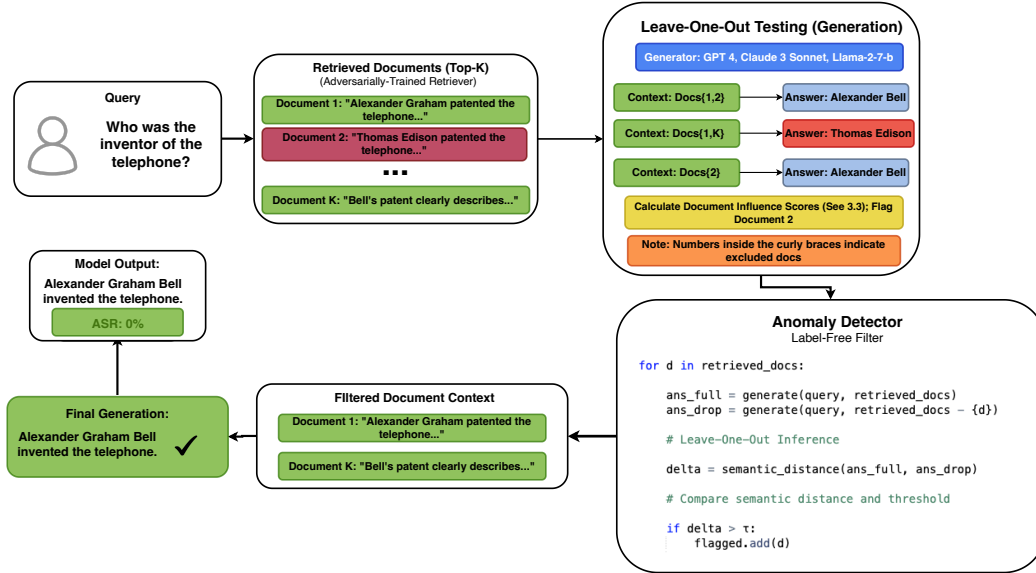 Query
Who was the
inventor of the
telephone?
Retrieved Documents (Top-K)
(Adversarially-Trained Retriever)
Document 1: "Alexander Graham patented the
telephone..."
Document 2: "Thomas Edison patented the
telephone..."
...
Document K: "Bell's patent clearly describes..."
Leave-One-Out Testing (Generation)
Generator: GPT 4, Claude 3 Sonnet, Llama-2-7-b
Context: Docs{1,2}
Answer: Alexander Bell
Context: Docs{1,K}
Answer: Thomas Edison
Context: Docs{2}
Answer: Alexander Bell
Calculate Document Influence Scores (See 3.3); Flag
Document 2
Note: Numbers inside the curly braces indicate
excluded docs
Anomaly Detector
Label-Free Filter
for d in retrieved_docs:
ans_full = generate(query, retrieved_docs)
ans_drop = generate(query, retrieved_docs - {d})
# Leave-One-Out Inference
delta = semantic_distance(ans_full, ans_drop)
# Compare semantic distance and threshold
if delta > τ:
flagged.add(d)
FIltered Document Context
Document 1: "Alexander Graham patented the
telephone..."
Document K: "Bell's patent clearly describes..."
Final Generation:
Alexander Graham Bell
invented the telephone.
Model Output:
Alexander Graham Bell
invented the telephone.
ASR: 0%